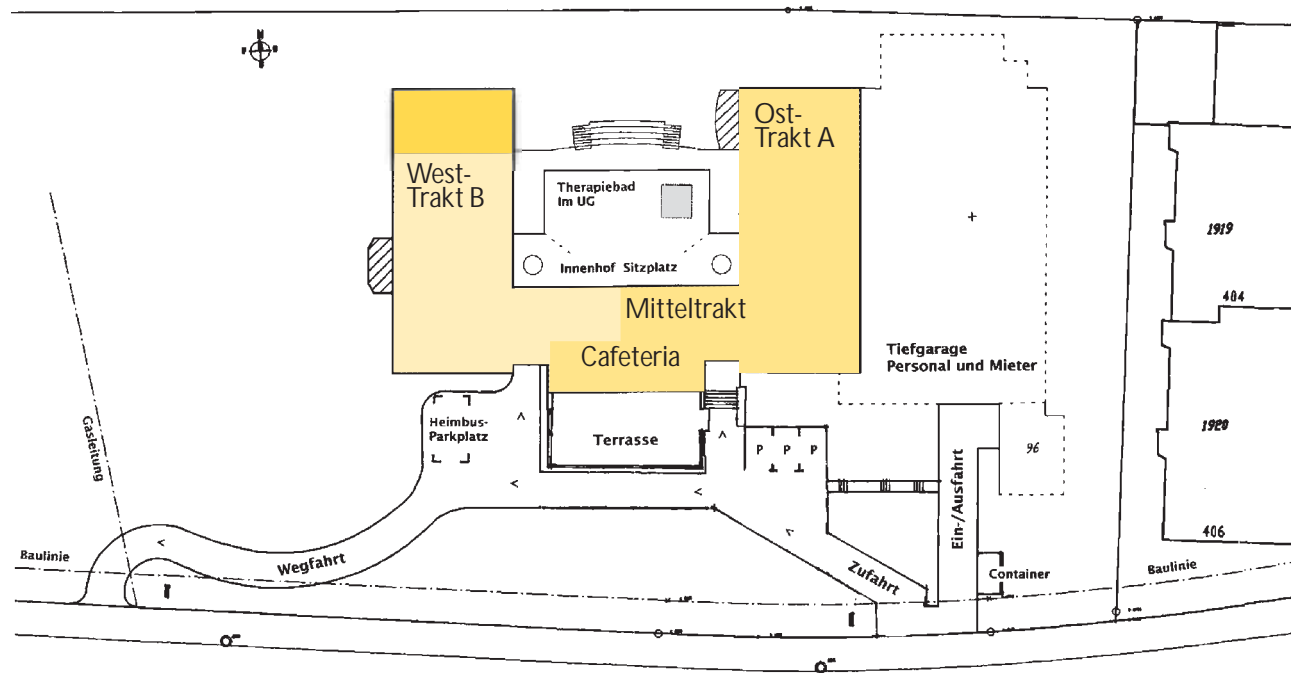 N
Ost-
Trakt A
West-
Trakt B
Therapiebad
Im UG
Innenhof Sitzplatz
Mitteltrakt
Cafeteria
1919
404
Tiefgarage
Personal und Mieter
Gasleitung
Heimbus-
Parkplatz
Terrasse
P P P
96
1920
406
Ein-/Ausfahrt
Baulinie
Wegfahrt
Zufahrt
Container
Baulinie